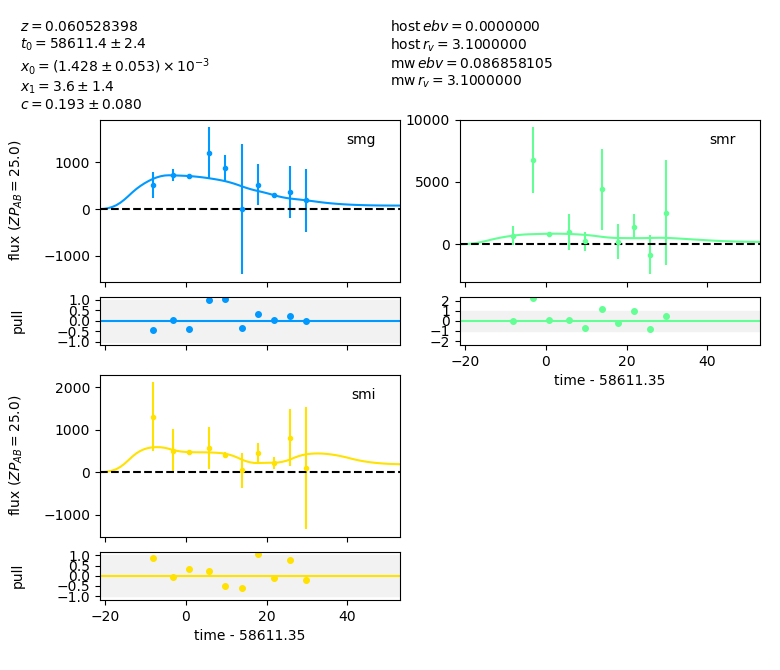 z = 0.060528398
t₀ = 58611.4 ± 2.4
x₀ = (1.428 ± 0.053) × 10⁻³
x₁ = 3.6 ± 1.4
c = 0.193 ± 0.080
host ebv = 0.0000000
host r_v = 3.1000000
mw ebv = 0.086858105
mw r_v = 3.1000000
smg
flux (ZP_AB = 25.0)
1000
0
−1000
smr
10000
5000
0
pull
1.0
0.5
0.0
−0.5
−1.0
2
1
0
−1
−2
−20
0
20
40
time - 58611.35
smi
flux (ZP_AB = 25.0)
2000
1000
0
−1000
pull
1.0
0.5
0.0
−0.5
−1.0
−20
0
20
40
time - 58611.35